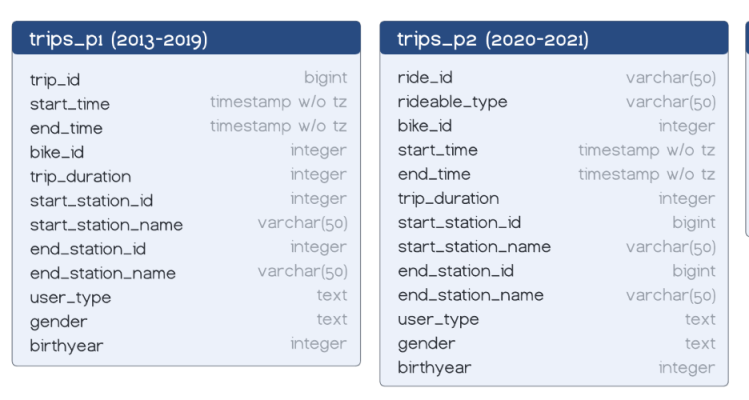 trips_p1 (2013-2019)
trip_id bigint
start_time timestamp w/o tz
end_time timestamp w/o tz
bike_id integer
trip_duration integer
start_station_id integer
start_station_name varchar(50)
end_station_id integer
end_station_name varchar(50)
user_type text
gender text
birthyear integer
trips_p2 (2020-2021)
ride_id varchar(50)
rideable_type varchar(50)
bike_id integer
start_time timestamp w/o tz
end_time timestamp w/o tz
trip_duration integer
start_station_id bigint
start_station_name varchar(50)
end_station_id bigint
end_station_name varchar(50)
user_type text
gender text
birthyear integer